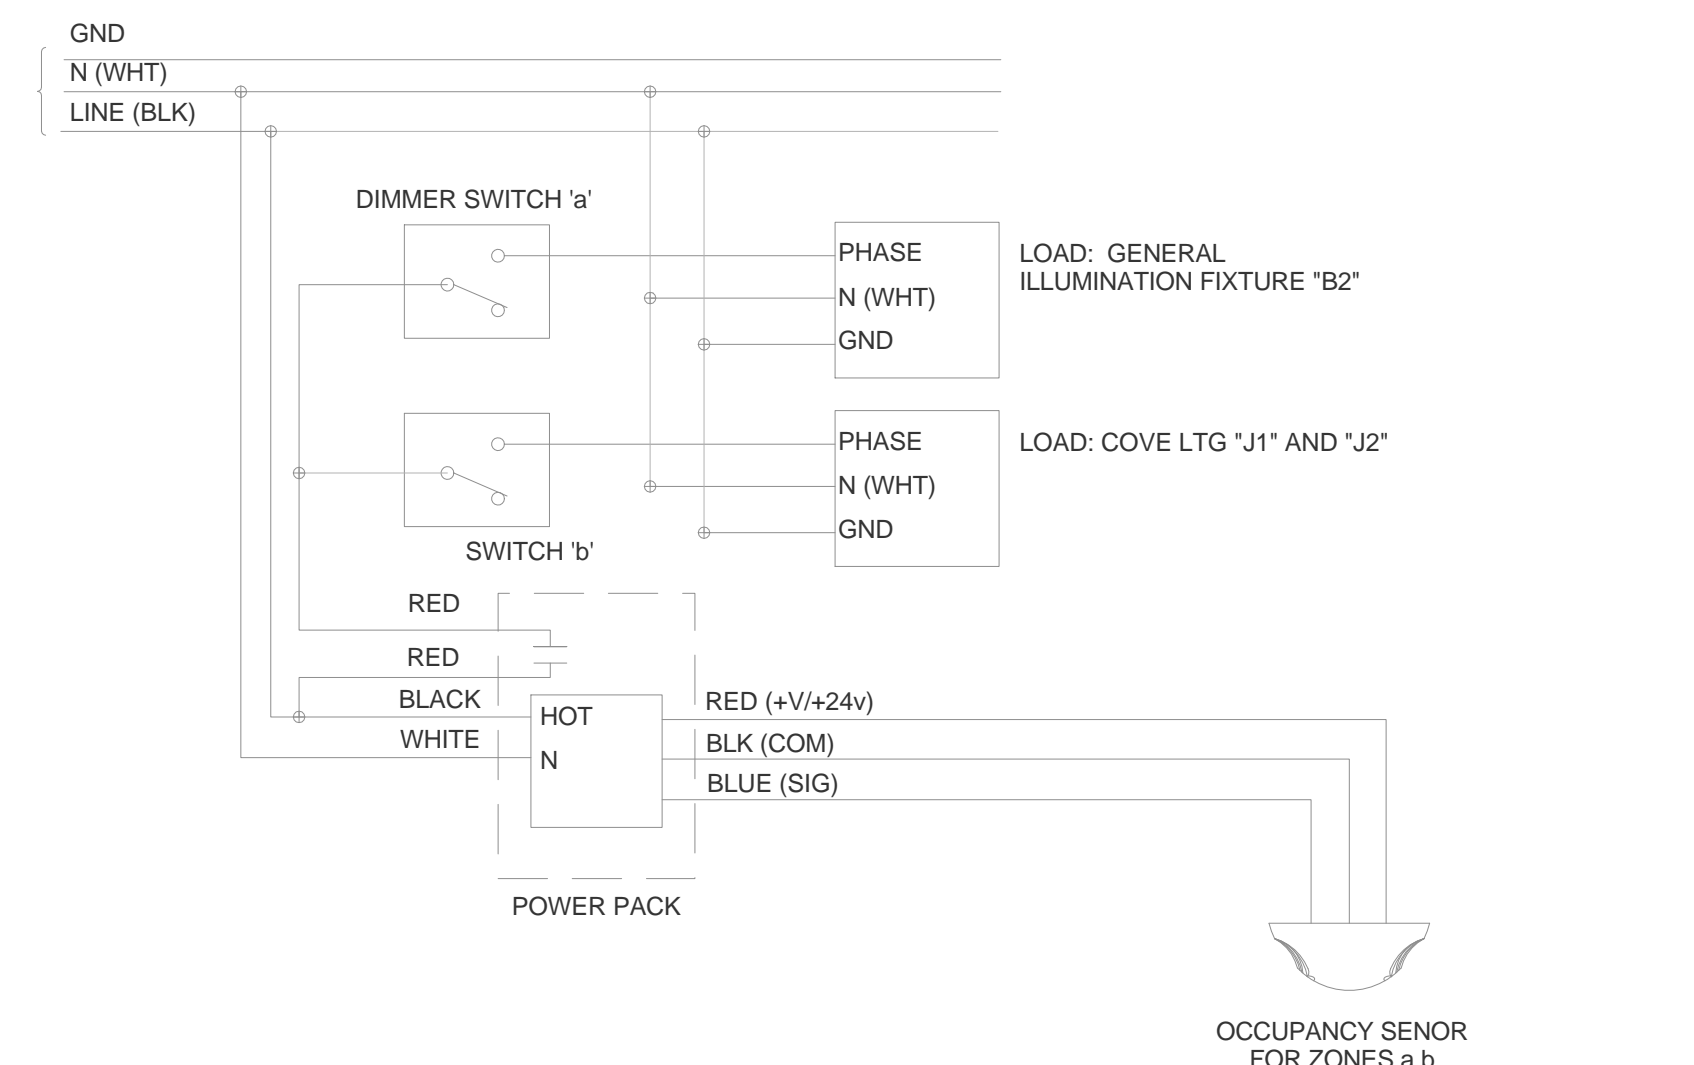 GND
N (WHT)
LINE (BLK)
DIMMER SWITCH 'a'
PHASE
N (WHT)
GND
LOAD:  GENERAL
ILLUMINATION FIXTURE "B2"
PHASE
N (WHT)
GND
LOAD: COVE LTG "J1" AND "J2"
SWITCH 'b'
RED
RED
BLACK
WHITE
HOT
N
RED (+V/+24v)
BLK (COM)
BLUE (SIG)
POWER PACK
OCCUPANCY SENOR
FOR ZONES a,b